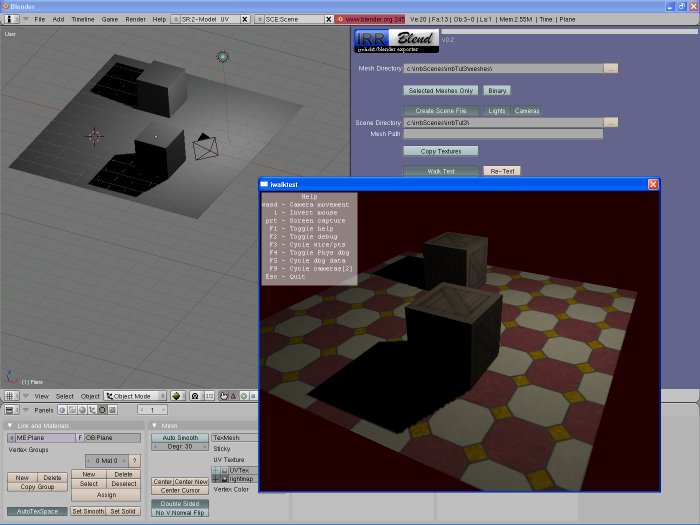 Blender
File Add Timeline Game Render Help
SR:2-Model UV
SCE:Scene
www.blender.org 245
Ve:20 | Fa:13 | Ob:3-0 | La:1 | Mem:2.55M | Time: | Plane
User
IRR Blend
irrlicht/blender exporter
v0.2
Mesh Directory c:\irrbScenes\irrbTut3\meshes\ ...
Selected Meshes Only Binary
Create Scene File Lights Cameras
Scene Directory c:\irrbScenes\irrbTut3\ ...
Mesh Path
Copy Textures
Walk Test Re-Test
iwalktest
Help
wasd - Camera movement
i - Invert mouse
prt - Screen capture
F1 - Toggle help
F2 - Toggle debug
F3 - Cycle wire/pts
F4 - Toggle Phys dbg
F5 - Cycle dbg data
F9 - Cycle cameras[2]
Esc - Quit
(1) Plane
View Select Object Object Mode
Panels 1
Link and Materials
ME:Plane F OB:Plane
Vertex Groups
0 Mat 0 ?
New Delete New Delete
Copy Group Select Deselect
Assign
AutoTexSpace Set Smooth Set Solid
Mesh
Auto Smooth
Degr: 30
TexMesh:
Sticky
UV Texture
UVTex
lightmap
Vertex Color
Center Center New
Center Cursor
Double Sided
No V.Normal Flip